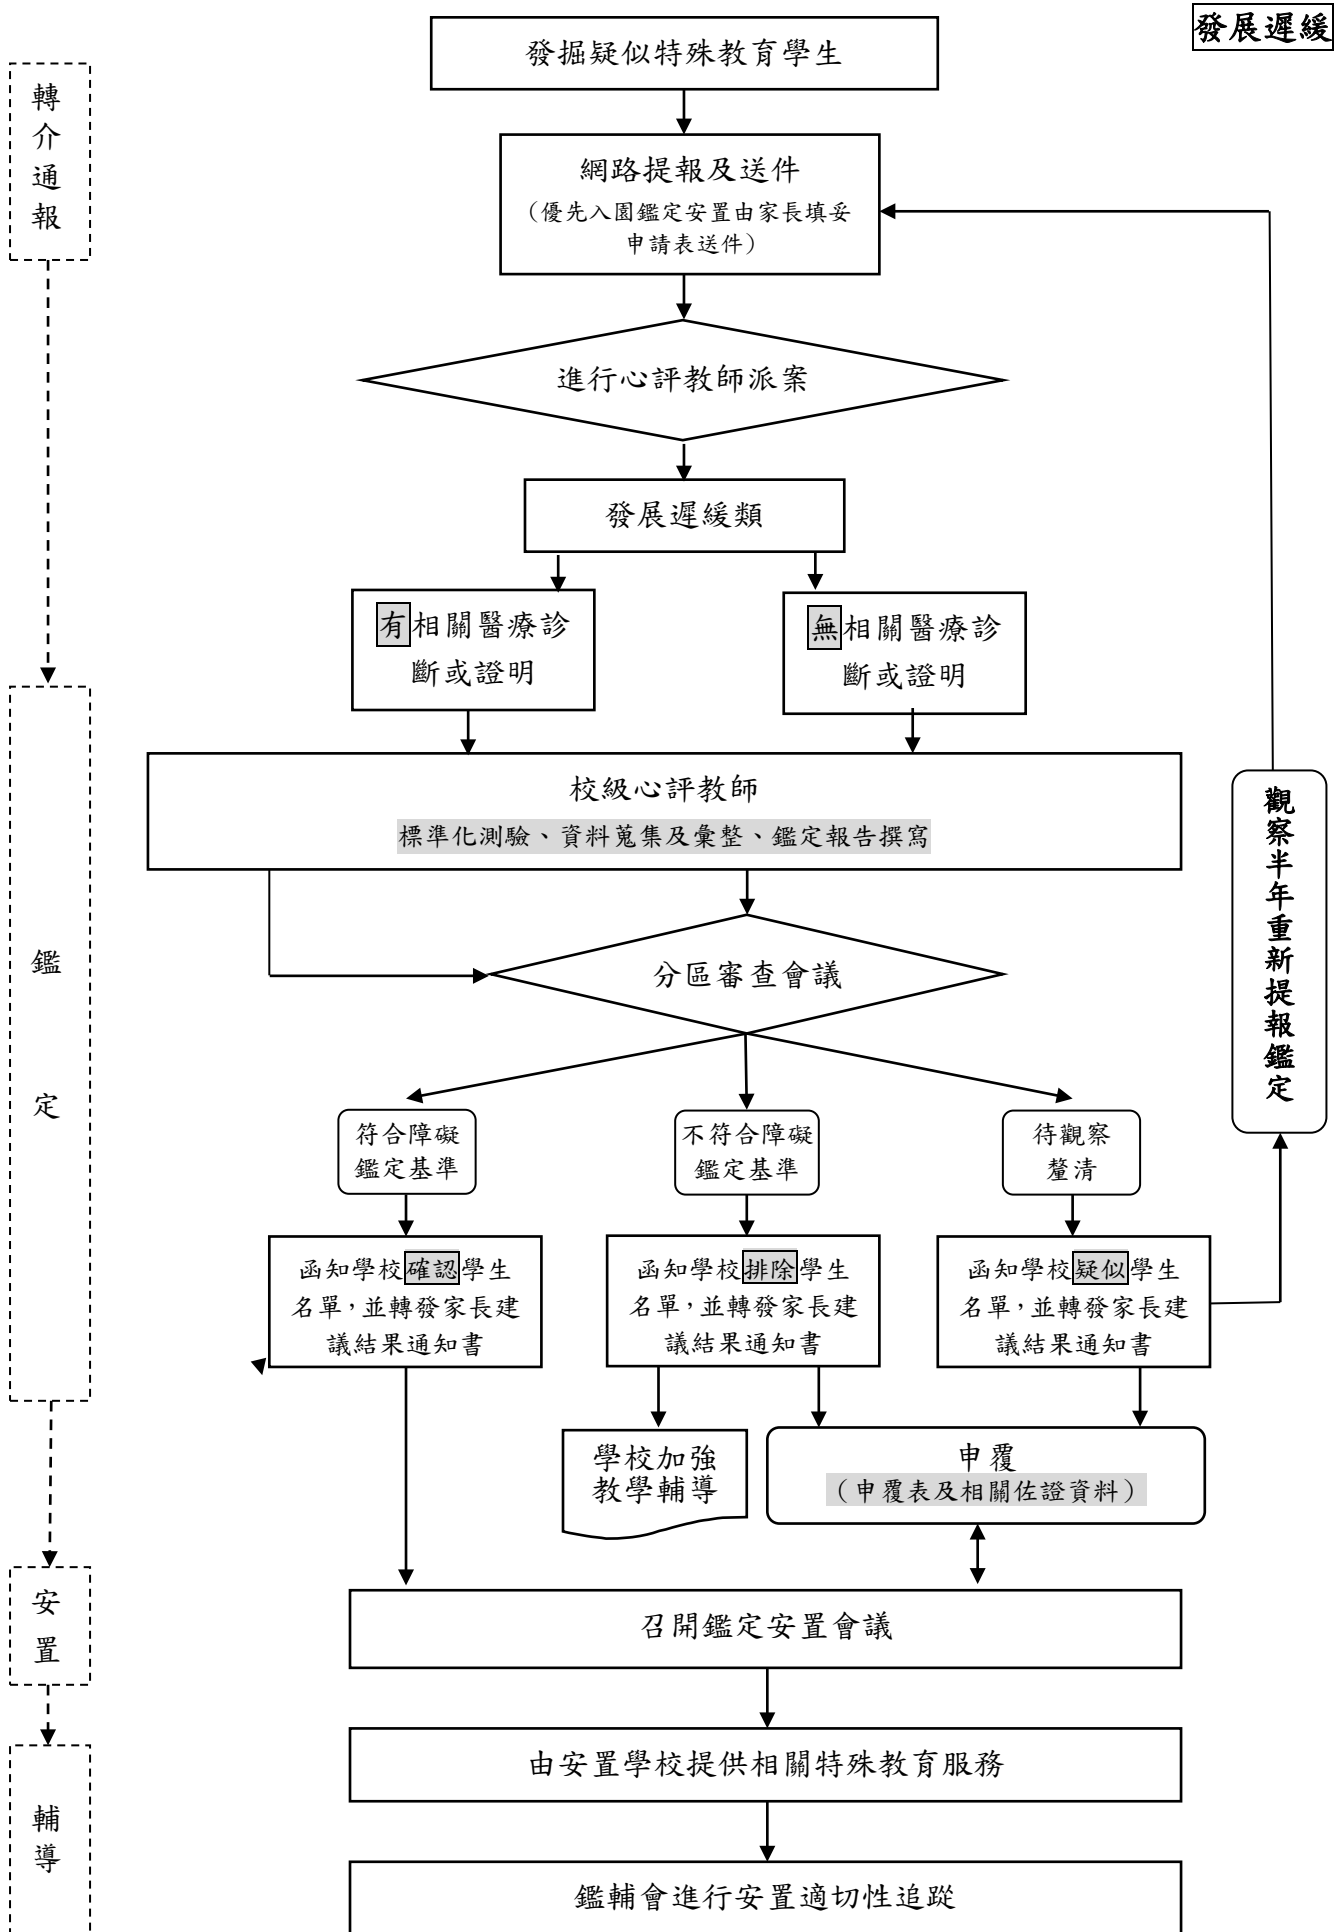 發展遲緩
發掘疑似特殊教育學生
轉
介
通
報
網路提報及送件
（優先入園鑑定安置由家長填妥
申請表送件）
進行心評教師派案
發展遲緩類
有相關醫療診
斷或證明
無相關醫療診
斷或證明
校級心評教師
標準化測驗、資料蒐集及彙整、鑑定報告撰寫
觀察半年重新提報鑑定
鑑
定
分區審查會議
符合障礙
鑑定基準
不符合障礙
鑑定基準
待觀察
釐清
函知學校確認學生
名單，並轉發家長建
議結果通知書
函知學校排除學生
名單，並轉發家長建
議結果通知書
函知學校疑似學生
名單，並轉發家長建
議結果通知書
學校加強
教學輔導
申覆
（申覆表及相關佐證資料）
安
置
召開鑑定安置會議
由安置學校提供相關特殊教育服務
輔
導
鑑輔會進行安置適切性追蹤